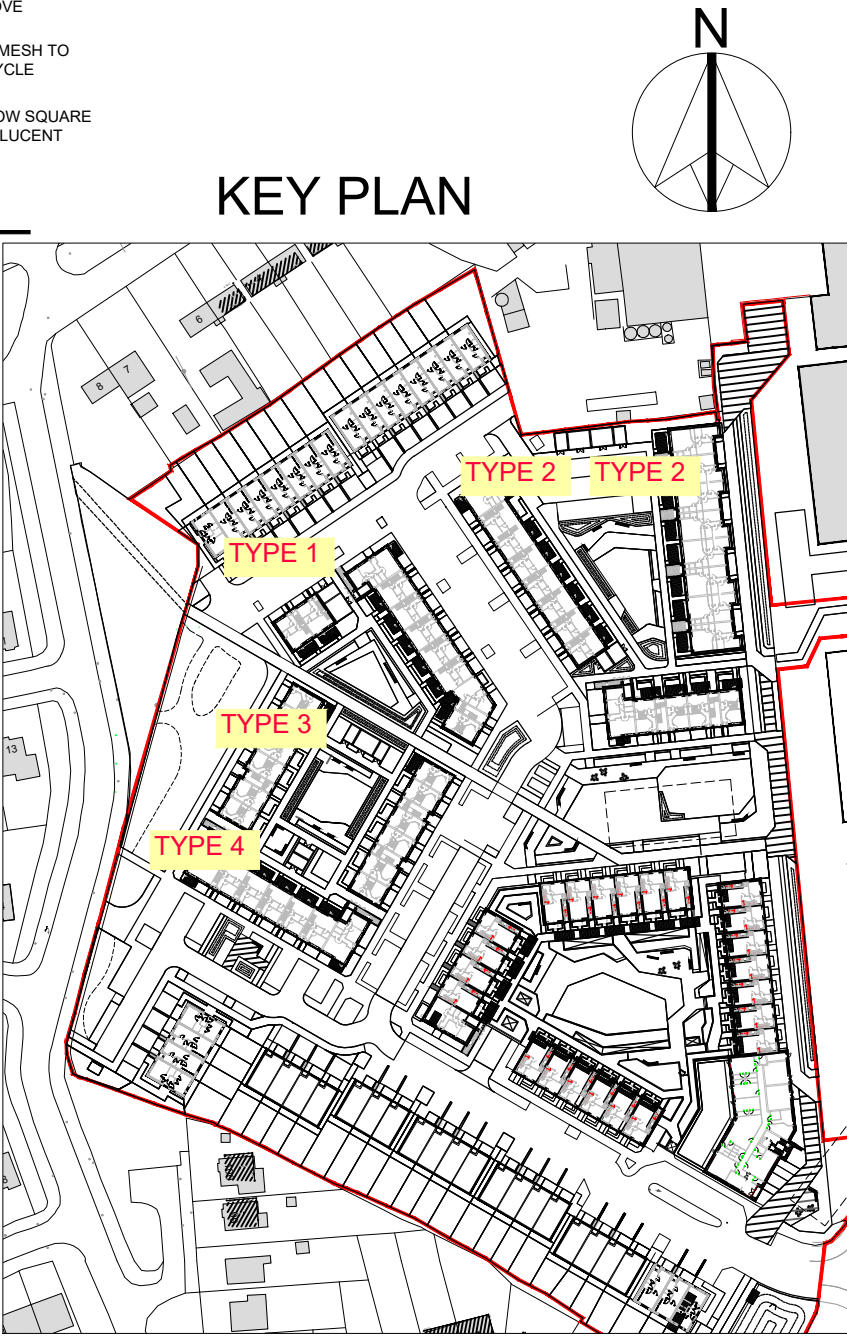 OVE
MESH TO
YCLE
OW SQUARE
LUCENT
N
KEY PLAN
6
7
8
TYPE 2
TYPE 2
TYPE 1
TYPE 3
13
TYPE 4